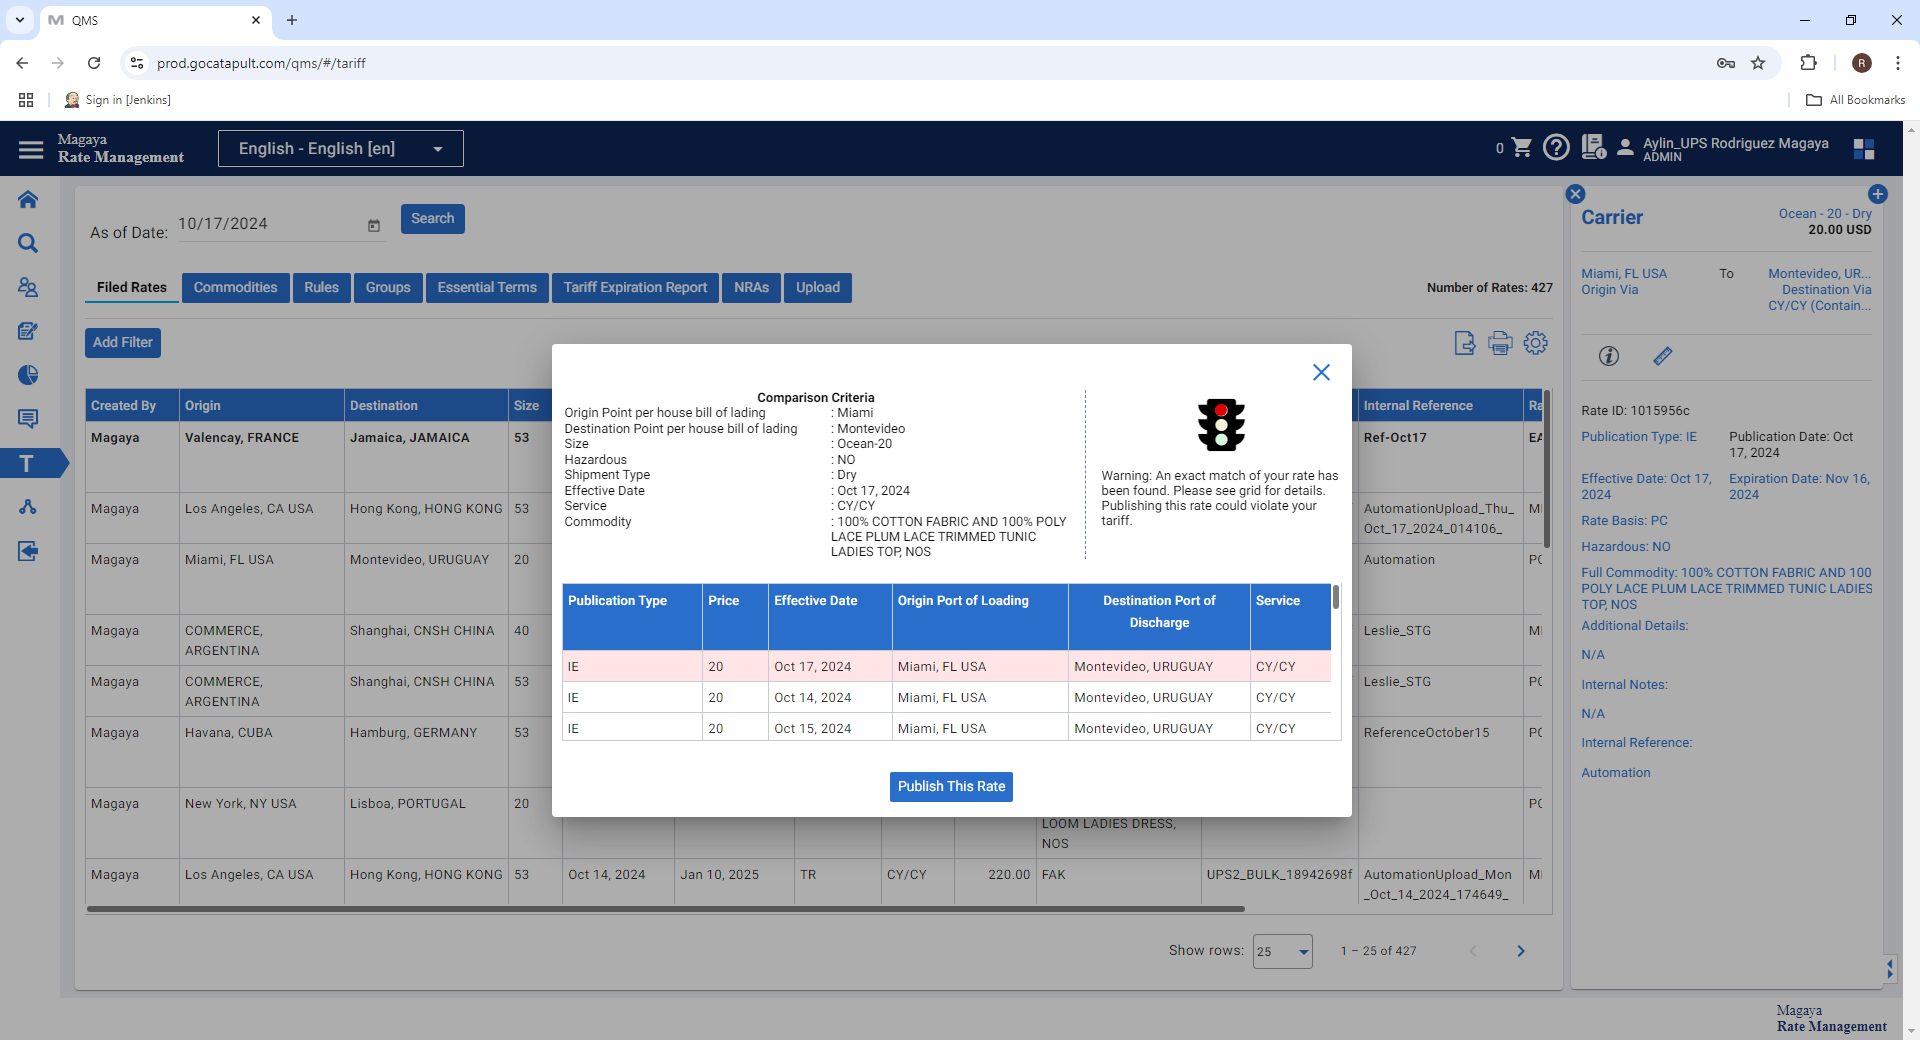 QMS
prod.gocatapult.com/qms/#/tariff
R
Sign in [Jenkins]
All Bookmarks
Magaya
Rate Management
English - English [en]
0
Aylin_UPS Rodriguez Magaya
ADMIN
As of Date:
10/17/2024
Search
Filed Rates
Commodities
Rules
Groups
Essential Terms
Tariff Expiration Report
NRAs
Upload
Number of Rates: 427
Add Filter
T
Created By
Origin
Destination
Size
Internal Reference
Magaya
Valencay, FRANCE
Jamaica, JAMAICA
53
Ref-Oct17
Magaya
Los Angeles, CA USA
Hong Kong, HONG KONG
53
AutomationUpload_Thu_
Oct_17_2024_014106_
Magaya
Miami, FL USA
Montevideo, URUGUAY
20
Automation
Magaya
COMMERCE,
ARGENTINA
Shanghai, CNSH CHINA
40
Leslie_STG
Magaya
COMMERCE,
ARGENTINA
Shanghai, CNSH CHINA
53
Leslie_STG
Magaya
Havana, CUBA
Hamburg, GERMANY
53
ReferenceOctober15
Magaya
New York, NY USA
Lisboa, PORTUGAL
20
LOOM LADIES DRESS,
NOS
Magaya
Los Angeles, CA USA
Hong Kong, HONG KONG
53
Oct 14, 2024
Jan 10, 2025
TR
CY/CY
220.00
FAK
UPS2_BULK_18942698f
AutomationUpload_Mon
_Oct_14_2024_174649_
Show rows:
25
1 – 25 of 427
Comparison Criteria
Origin Point per house bill of lading : Miami
Destination Point per house bill of lading : Montevideo
Size : Ocean-20
Hazardous : NO
Shipment Type : Dry
Effective Date : Oct 17, 2024
Service : CY/CY
Commodity : 100% COTTON FABRIC AND 100% POLY
LACE PLUM LACE TRIMMED TUNIC
LADIES TOP, NOS
Warning: An exact match of your rate has
been found. Please see grid for details.
Publishing this rate could violate your
tariff.
Publication Type
Price
Effective Date
Origin Port of Loading
Destination Port of
Discharge
Service
IE
20
Oct 17, 2024
Miami, FL USA
Montevideo, URUGUAY
CY/CY
IE
20
Oct 14, 2024
Miami, FL USA
Montevideo, URUGUAY
CY/CY
IE
20
Oct 15, 2024
Miami, FL USA
Montevideo, URUGUAY
CY/CY
Publish This Rate
Carrier
Ocean - 20 - Dry
20.00 USD
Miami, FL USA
To
Montevideo, UR...
Origin Via
Destination Via
CY/CY (Contain...
Rate ID: 1015956c
Publication Type: IE
Publication Date: Oct
17, 2024
Effective Date: Oct 17,
2024
Expiration Date: Nov 16,
2024
Rate Basis: PC
Hazardous: NO
Full Commodity: 100% COTTON FABRIC AND 100
POLY LACE PLUM LACE TRIMMED TUNIC LADIES
TOP, NOS
Additional Details:
N/A
Internal Notes:
N/A
Internal Reference:
Automation
Magaya
Rate Management